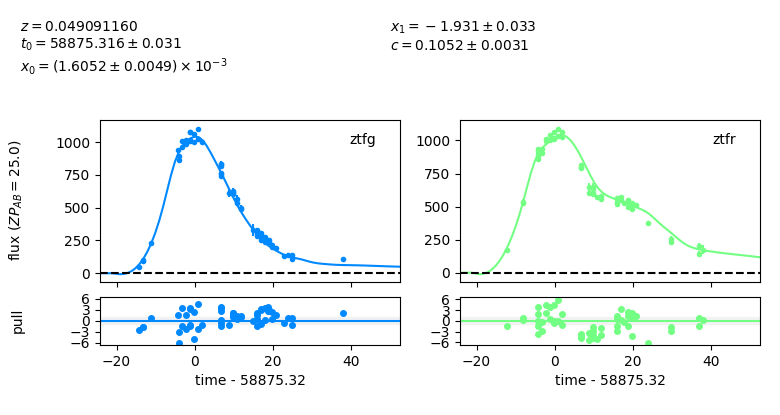 z = 0.049091160
t₀ = 58875.316 ± 0.031
x₀ = (1.6052 ± 0.0049) × 10⁻³
x₁ = −1.931 ± 0.033
c = 0.1052 ± 0.0031
flux (ZP_AB = 25.0)
1000
750
500
250
0
ztfg
1000
750
500
250
0
ztfr
pull
6
3
0
−3
−6
−20
0
20
40
time - 58875.32
6
3
0
−3
−6
−20
0
20
40
time - 58875.32